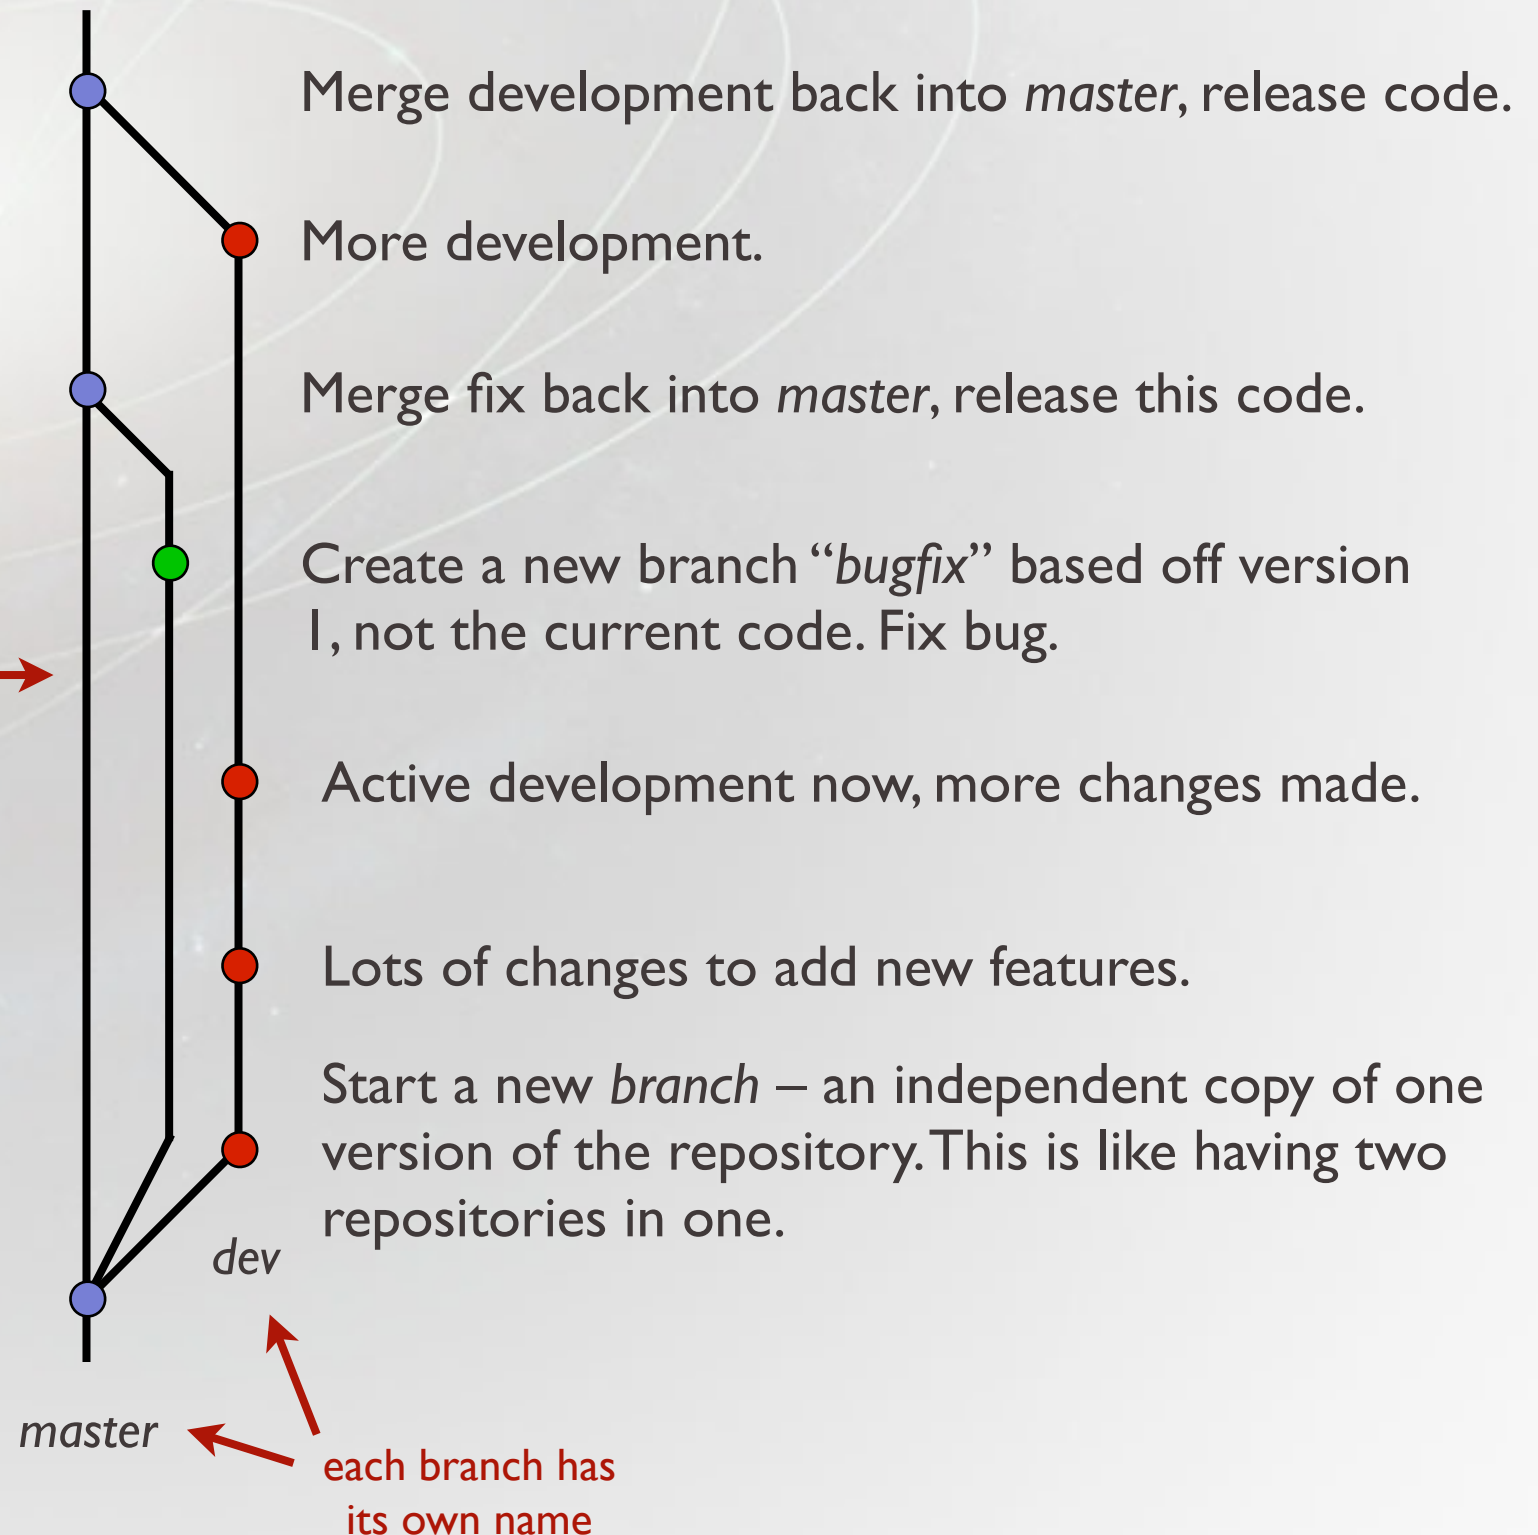 Merge development back into master, release code.
More development.
Merge fix back into master, release this code.
Create a new branch “bugfix” based off version
1, not the current code. Fix bug.
Active development now, more changes made.
Lots of changes to add new features.
Start a new branch – an independent copy of one
version of the repository. This is like having two
repositories in one.
dev
master
each branch has
its own name